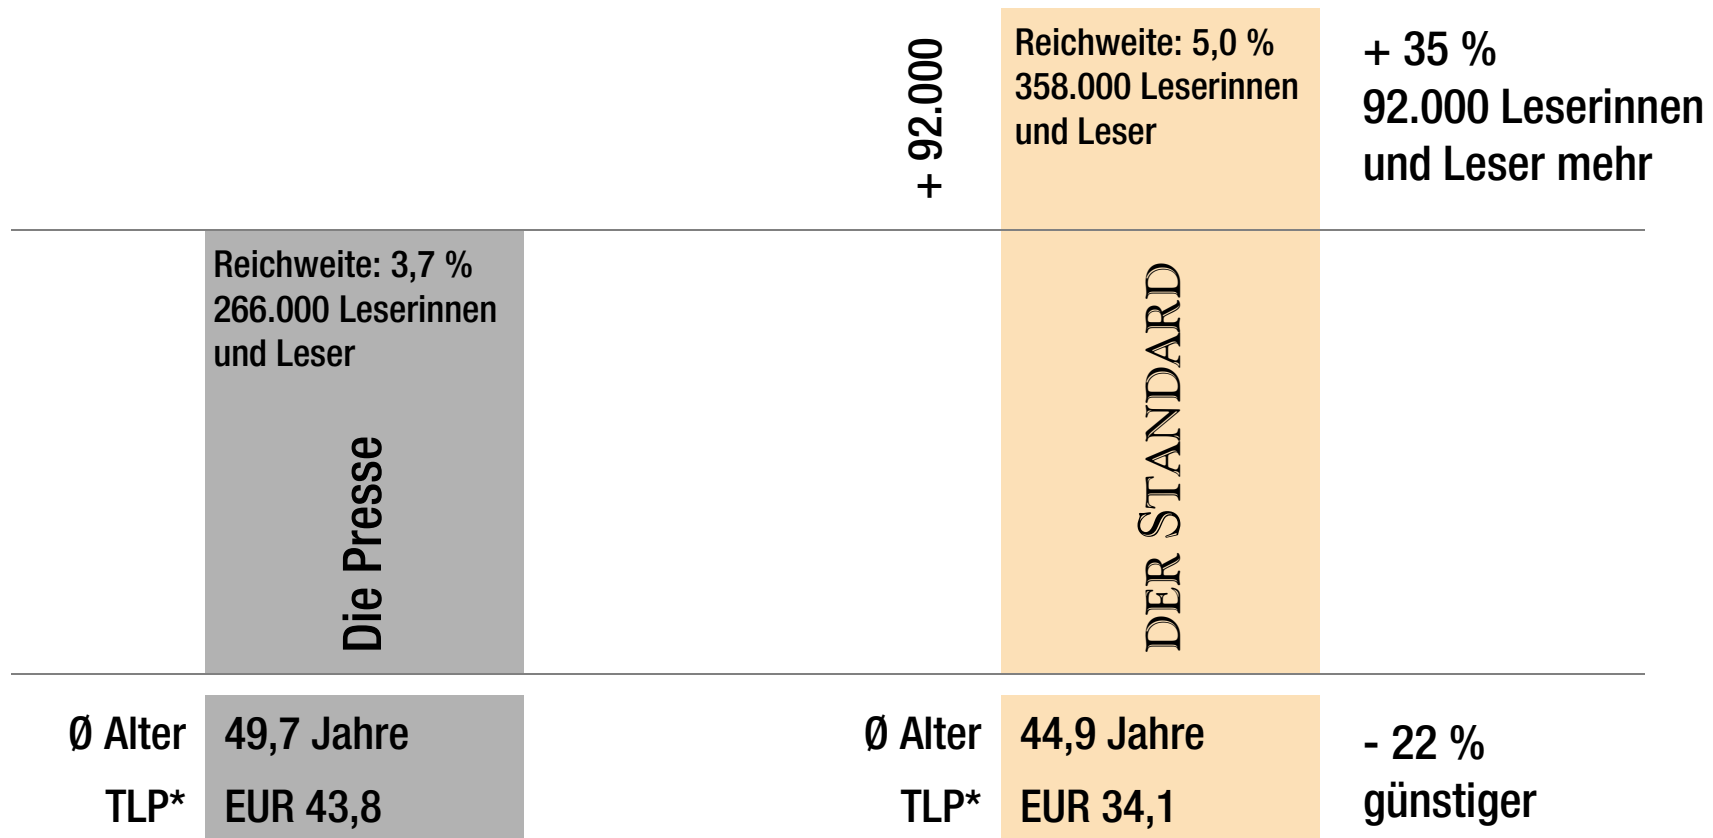 + 92.000
Reichweite: 5,0 %
358.000 Leserinnen
und Leser
+ 35 %
92.000 Leserinnen
und Leser mehr
Reichweite: 3,7 %
266.000 Leserinnen
und Leser
Die Presse
DER STANDARD
Ø Alter 49,7 Jahre
TLP* EUR 43,8
Ø Alter 44,9 Jahre
TLP* EUR 34,1
- 22 %
günstiger